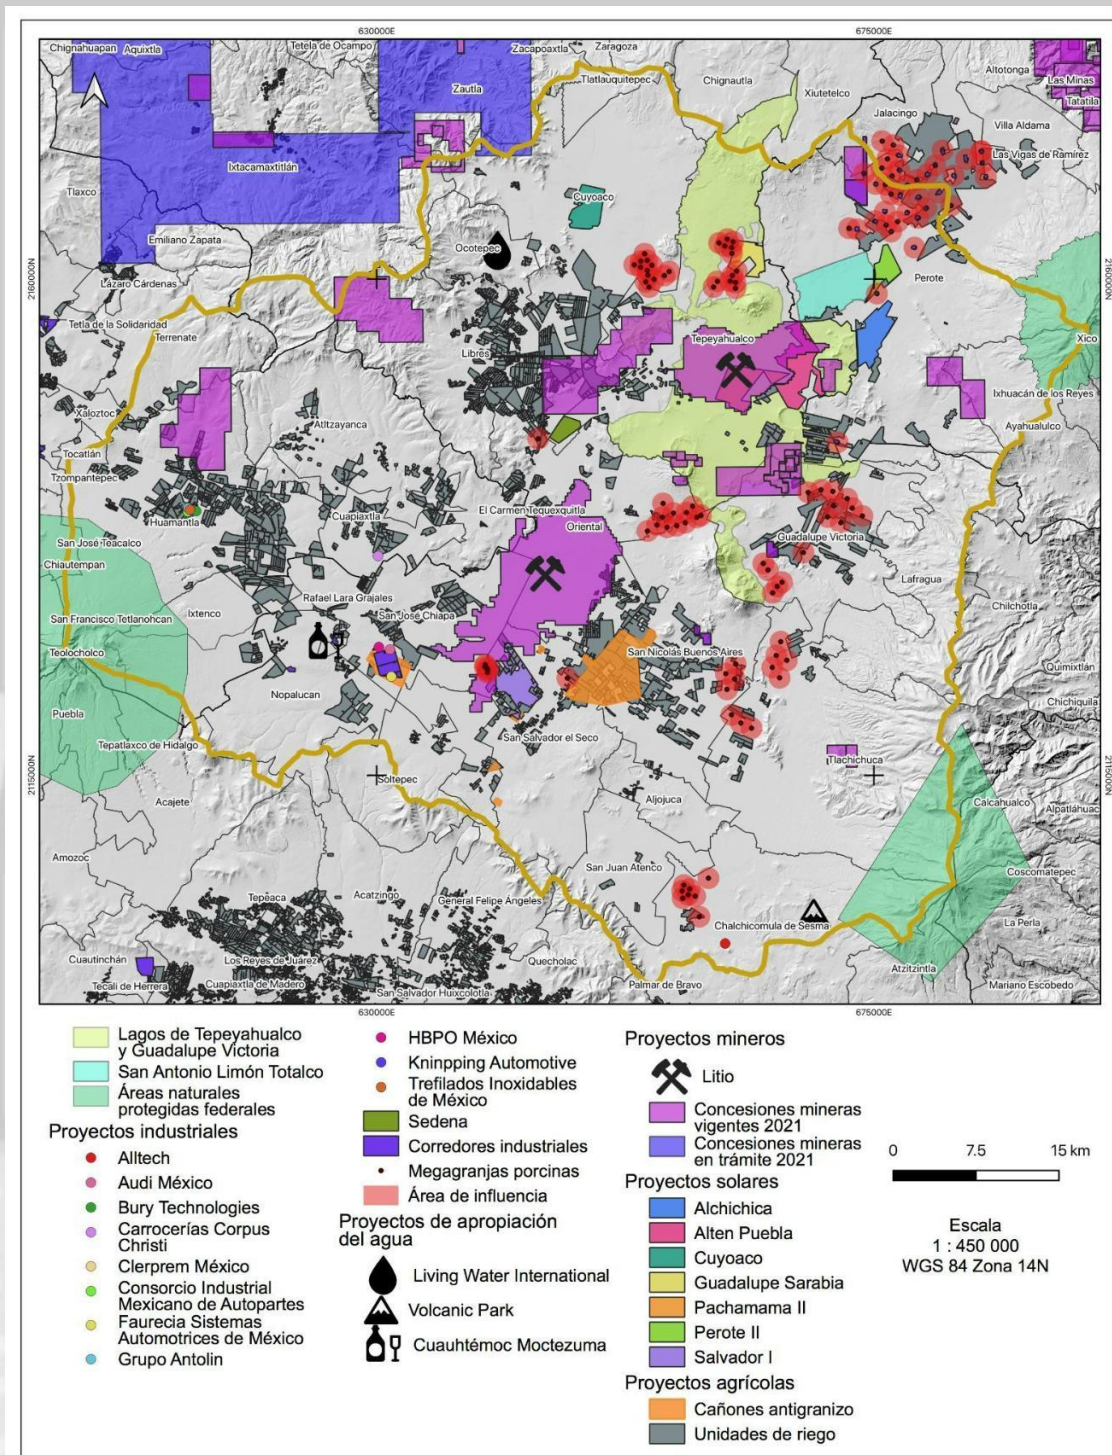 630000E
675000E
Chignahuapan
Aquixtla
Tetela de Ocampo
Zacapoaxtla
Zaragoza
Tlatlauquitepec
Chignautla
Xiutetelco
Altotonga
Las Minas
Tatatila
Zautla
Jalacingo
Villa Aldama
Las Vigas de Ramírez
Ixtacamaxtitlán
Tlaxco
Cuyoaco
Emiliano Zapata
Ocotepec
2160000N
Lázaro Cárdenas
Perote
2160000N
Tetla de la Solidaridad
Terrenate
Tepeyahualco
Xico
Libres
Ixhuacán de los Reyes
Xaloztoc
Altzayanca
Ayahualulco
Tocatlán
Tzompantepec
El Carmen Tequexquitla
Huamantla
Cuapiaxtla
Oriental
Guadalupe Victoria
San José Teacalco
Chiautempan
Lafragua
Rafael Lara Grajales
Chilchotla
San Francisco Tetlanohcan
Ixtenco
San José Chiapa
Teolocholco
San Nicolás Buenos Aires
Quimixtlán
Nopalucan
Puebla
Chichiquila
Tepatlaxco de Hidalgo
San Salvador el Seco
Tlachichuca
2115000N
Soltepec
2115000N
Acajete
Aljojuca
Calcahualco
Alpatláhuac
Amozoc
San Juan Atenco
Coscomatepec
Tepeaca
Acatzingo
General Felipe Ángeles
Chalchicomula de Sesma
La Perla
Cuautinchán
Los Reyes de Juárez
Quecholac
Atzitzintla
Tecali de Herrera
Cuapiaxtla de Madero
San Salvador Huixcolotla
Palmar de Bravo
Mariano Escobedo
630000E
675000E
Lagos de Tepeyahualco
y Guadalupe Victoria
San Antonio Limón Totalco
Áreas naturales
protegidas federales
Proyectos industriales
Alltech
Audi México
Bury Technologies
Carrocerías Corpus
Christi
Clerprem México
Consorcio Industrial
Mexicano de Autopartes
Faurecia Sistemas
Automotrices de México
Grupo Antolin
HBPO México
Kninpping Automotive
Trefilados Inoxidables
de México
Sedena
Corredores industriales
Megagranjas porcinas
Área de influencia
Proyectos de apropiación
del agua
Living Water International
Volcanic Park
Cuauhtémoc Moctezuma
Proyectos mineros
Litio
Concesiones mineras
vigentes 2021
Concesiones mineras
en trámite 2021
Proyectos solares
Alchichica
Alten Puebla
Cuyoaco
Guadalupe Sarabia
Pachamama II
Perote II
Salvador I
Proyectos agrícolas
Cañones antigranizo
Unidades de riego
0 7.5 15 km
Escala
1 : 450 000
WGS 84 Zona 14N